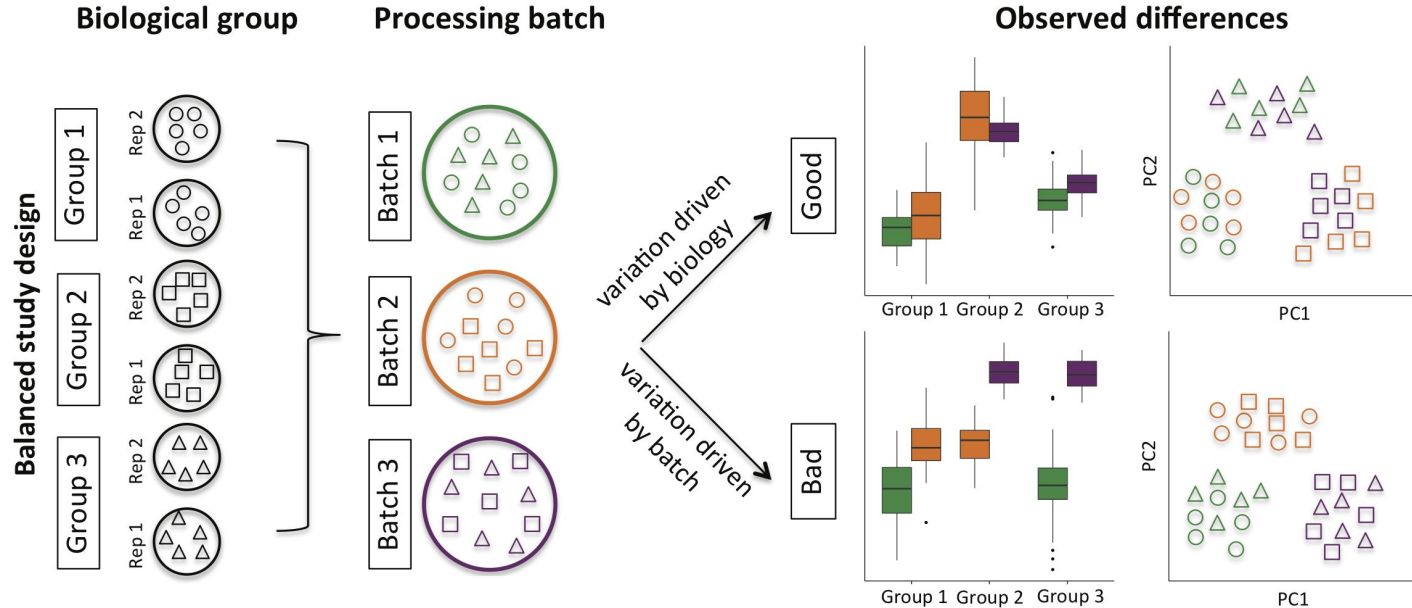 Biological group
Processing batch
Observed differences
Balanced study design
Group 1
Rep 2
Rep 1
Group 2
Rep 2
Rep 1
Group 3
Rep 2
Rep 1
Batch 1
Batch 2
Batch 3
variation driven
by biology
variation driven
by batch
Good
Group 1
Group 2
Group 3
PC2
PC1
Bad
Group 1
Group 2
Group 3
PC2
PC1